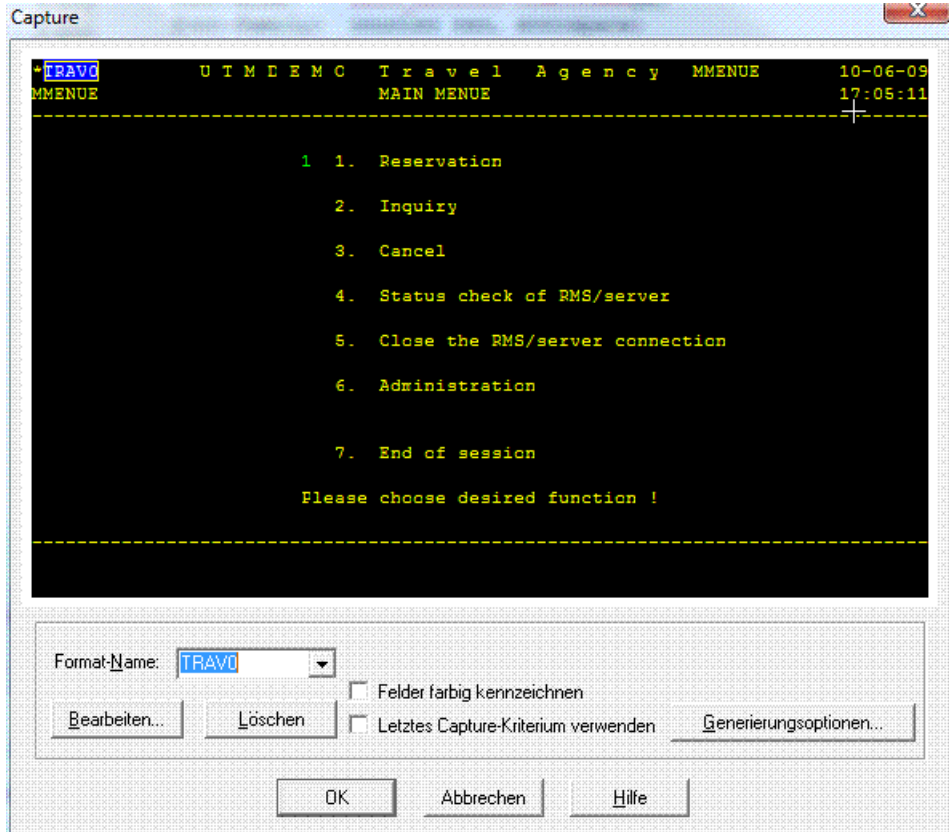 Capture
*TRAV0 U T M D E M O T r a v e l A g e n c y MMENUE 10-06-09
MMENUE MAIN MENUE 17:05:11
1 1. Reservation
2. Inquiry
3. Cancel
4. Status check of RMS/server
5. Close the RMS/server connection
6. Administration
7. End of session
Please choose desired function !
Format-Name: TRAV0
Felder farbig kennzeichnen
Bearbeiten... Löschen Letztes Capture-Kriterium verwenden Generierungsoptionen...
OK Abbrechen Hilfe